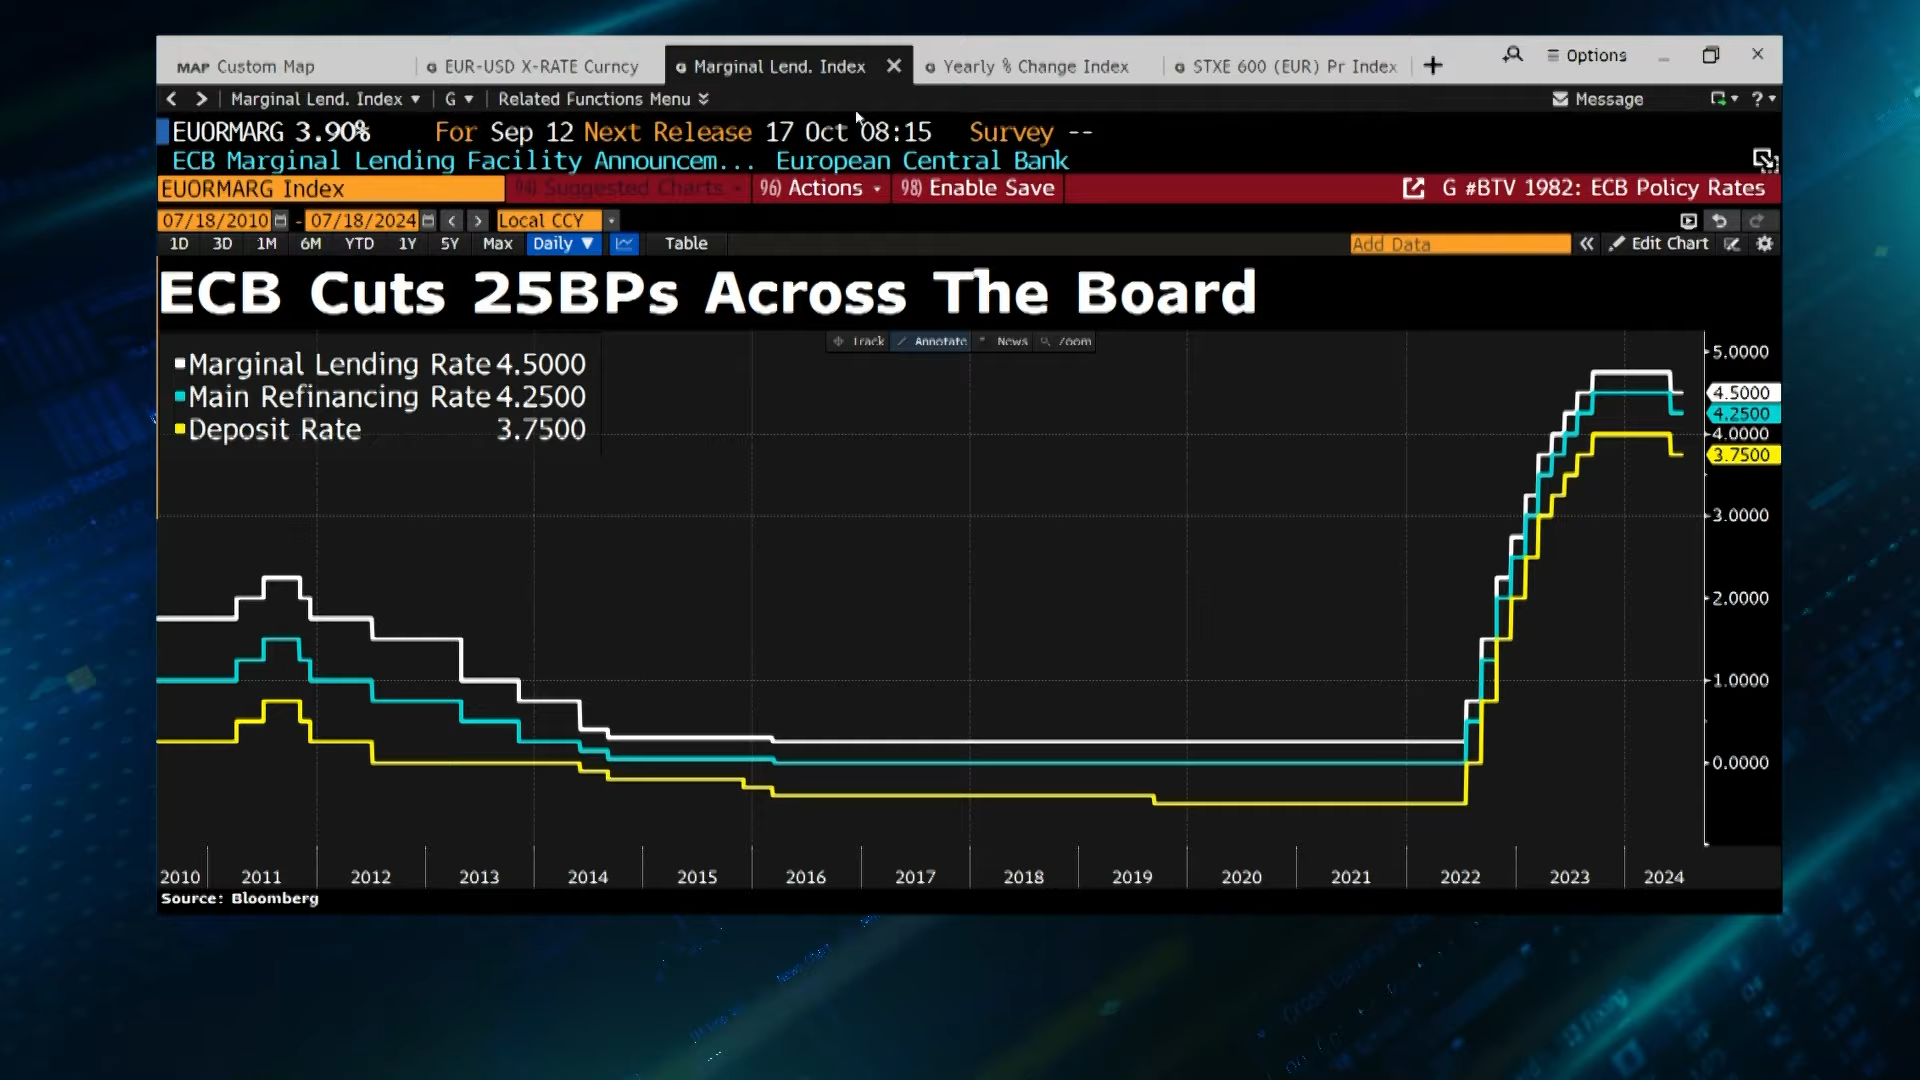 MAP Custom Map G EUR-USD X-RATE Curncy G Marginal Lend. Index × G Yearly % Change Index G STXE 600 (EUR) Pr Index + Options
Marginal Lend. Index G Related Functions Menu Message ?
EUORMARG 3.90% For Sep 12 Next Release 17 Oct 08:15 Survey --
ECB Marginal Lending Facility Announcem... European Central Bank
EUORMARG Index 94) Suggested Charts 96) Actions 98) Enable Save G #BTV 1982: ECB Policy Rates
07/18/2010 - 07/18/2024 Local CCY
1D 3D 1M 6M YTD 1Y 5Y Max Daily Table Add Data Edit Chart
ECB Cuts 25BPs Across The Board
Track Annotate News Zoom
Marginal Lending Rate 4.5000
Main Refinancing Rate 4.2500
Deposit Rate 3.7500
5.0000
4.5000
4.2500
4.0000
3.7500
3.0000
2.0000
1.0000
0.0000
2010 2011 2012 2013 2014 2015 2016 2017 2018 2019 2020 2021 2022 2023 2024
Source: Bloomberg